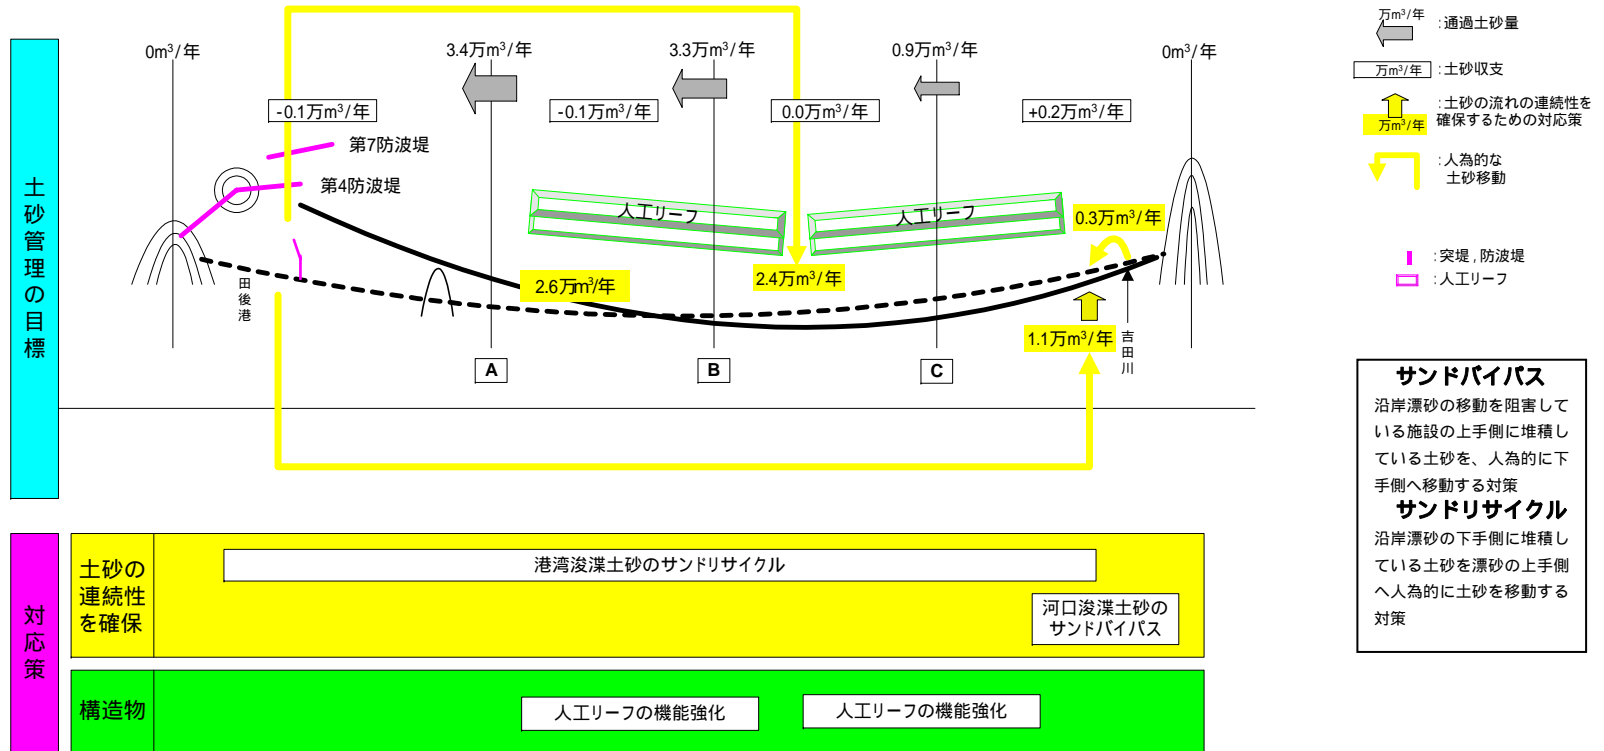 土砂管理の目標
0m³/年
3.4万m³/年
3.3万m³/年
0.9万m³/年
0m³/年
-0.1万m³/年
-0.1万m³/年
0.0万m³/年
+0.2万m³/年
第7防波堤
第4防波堤
人工リーフ
人工リーフ
0.3万m³/年
2.6万m³/年
2.4万m³/年
1.1万m³/年
田後港
吉田川
A
B
C
万m³/年
:通過土砂量
万m³/年
:土砂収支
万m³/年
:土砂の流れの連続性を
確保するための対応策
:人為的な
土砂移動
:突堤,防波堤
:人工リーフ
サンドバイパス
沿岸漂砂の移動を阻害して
いる施設の上手側に堆積し
ている土砂を、人為的に下
手側へ移動する対策
サンドリサイクル
沿岸漂砂の下手側に堆積し
ている土砂を漂砂の上手側
へ人為的に土砂を移動する
対策
対応策
土砂の
連続性
を確保
港湾浚渫土砂のサンドリサイクル
河口浚渫土砂の
サンドバイパス
構造物
人工リーフの機能強化
人工リーフの機能強化